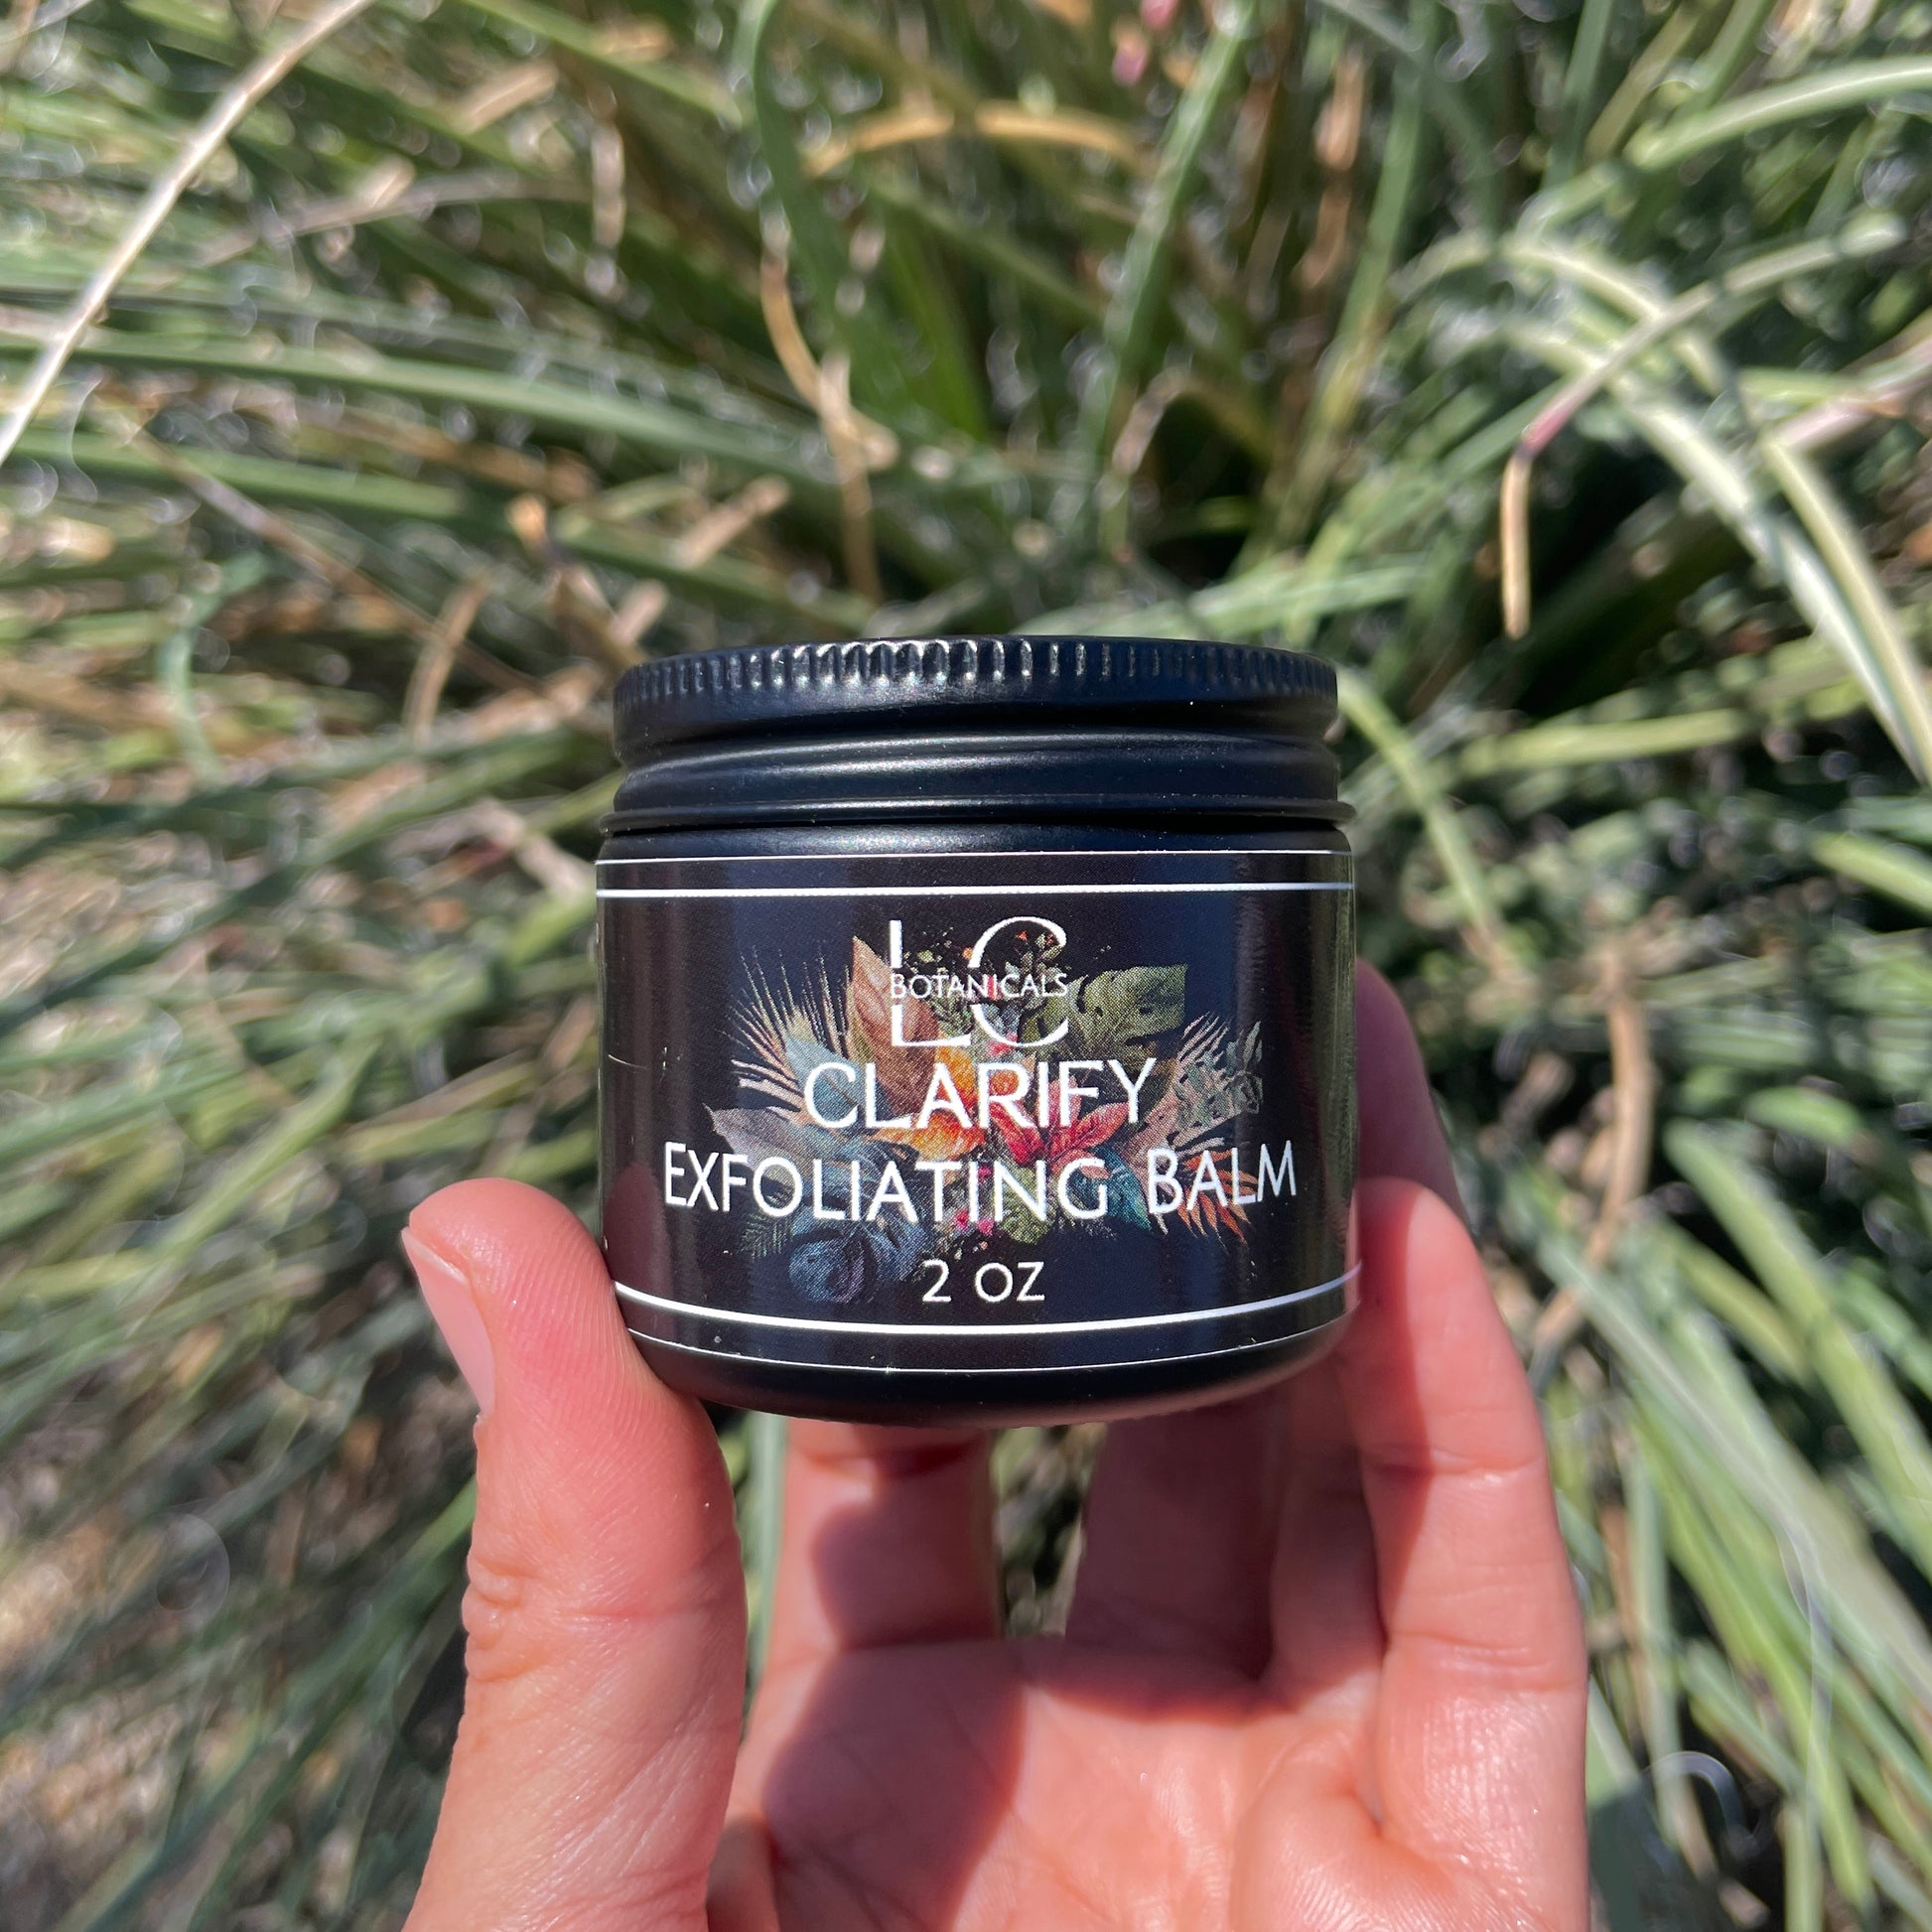 LC
BOTANICALS
CLARIFY
EXFOLIATING BALM
2 OZ